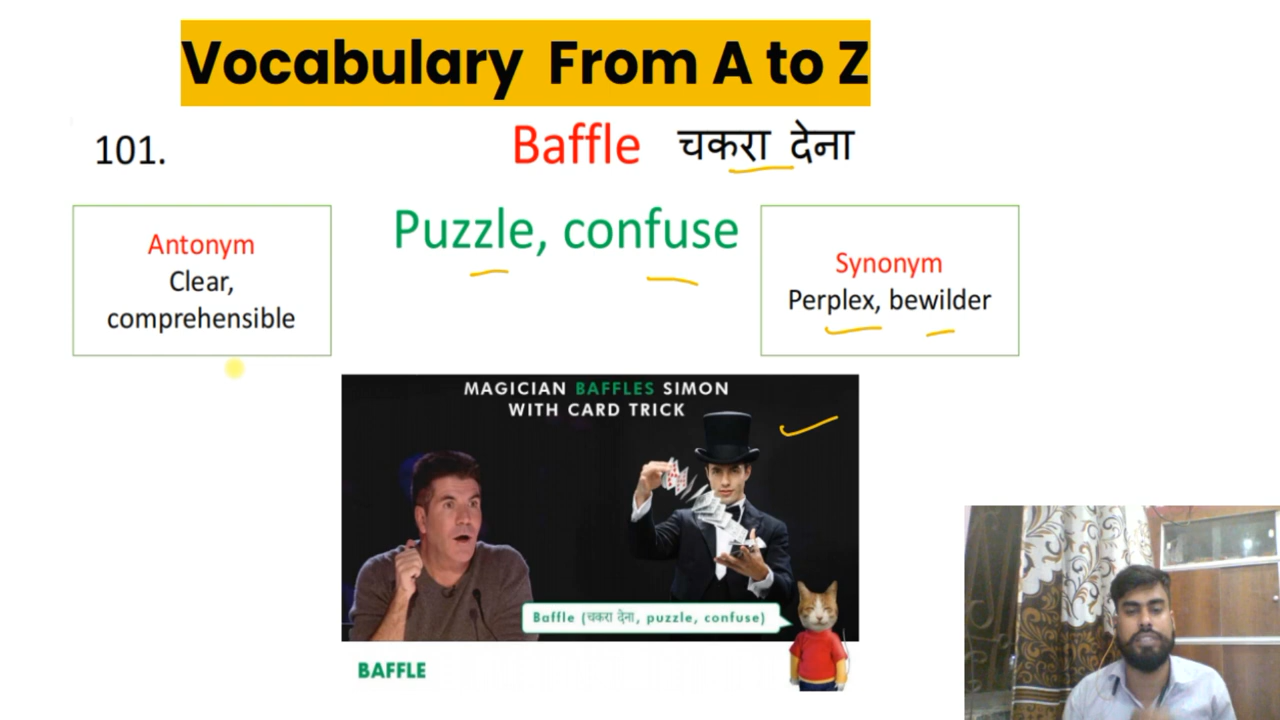 Vocabulary From A to Z
101.
Baffle चकरा देना
Puzzle, confuse
Antonym
Clear,
comprehensible
Synonym
Perplex, bewilder
MAGICIAN BAFFLES SIMON
WITH CARD TRICK
Baffle (चकरा देना, puzzle, confuse)
BAFFLE